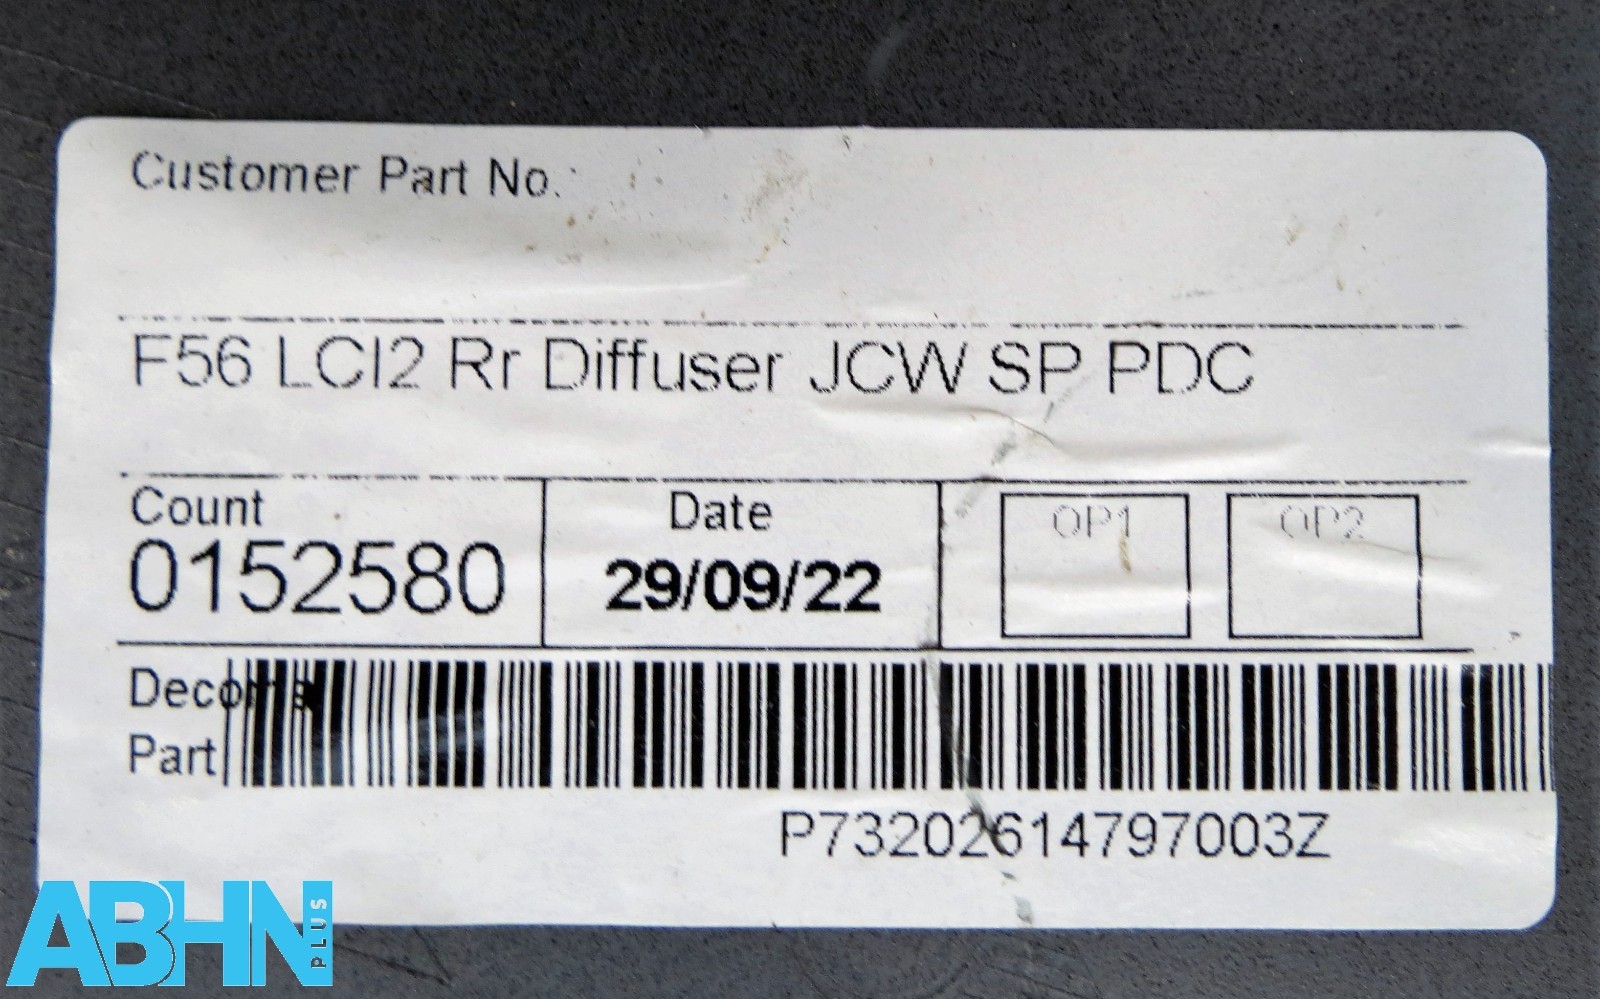 Customer Part No.
F56 LCI2 Rr Diffuser JCW SP PDC
Count
Date
OP1
OP2
0152580
29/09/22
Decoma
Part
P73202614797003Z
ABHN PLUS